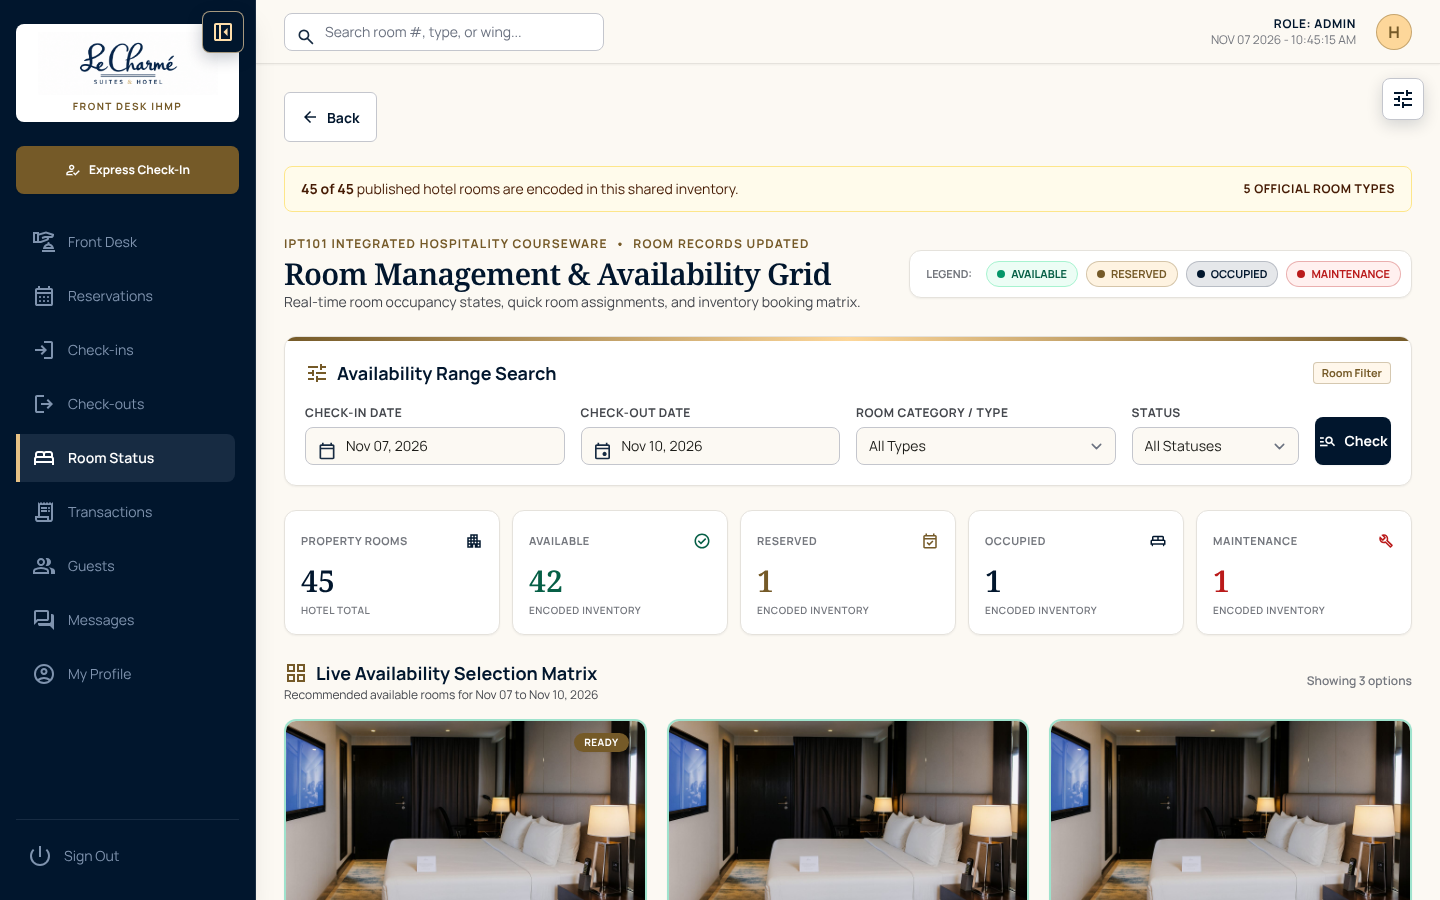 Le Charmé
SUITES & HOTEL
FRONT DESK IHMP
Express Check-In
Front Desk
Reservations
Check-ins
Check-outs
Room Status
Transactions
Guests
Messages
My Profile
Sign Out
Search room #, type, or wing...
ROLE: ADMIN
NOV 07 2026 - 10:45:15 AM
H
Back
45 of 45 published hotel rooms are encoded in this shared inventory.
5 OFFICIAL ROOM TYPES
IPT101 INTEGRATED HOSPITALITY COURSEWARE • ROOM RECORDS UPDATED
Room Management & Availability Grid
Real-time room occupancy states, quick room assignments, and inventory booking matrix.
LEGEND: AVAILABLE RESERVED OCCUPIED MAINTENANCE
Availability Range Search
Room Filter
CHECK-IN DATE
Nov 07, 2026
CHECK-OUT DATE
Nov 10, 2026
ROOM CATEGORY / TYPE
All Types
STATUS
All Statuses
Check
PROPERTY ROOMS
45
HOTEL TOTAL
AVAILABLE
42
ENCODED INVENTORY
RESERVED
1
ENCODED INVENTORY
OCCUPIED
1
ENCODED INVENTORY
MAINTENANCE
1
ENCODED INVENTORY
Live Availability Selection Matrix
Recommended available rooms for Nov 07 to Nov 10, 2026
Showing 3 options
READY